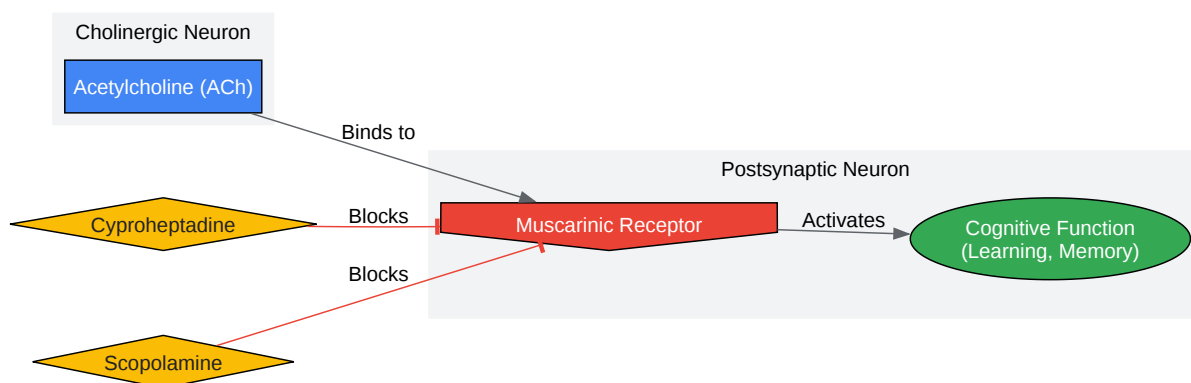 Cholinergic Neuron
Acetylcholine (ACh)
Binds to
Postsynaptic Neuron
Cyproheptadine
Blocks
Muscarinic Receptor
Activates
Cognitive Function
(Learning, Memory)
Blocks
Scopolamine